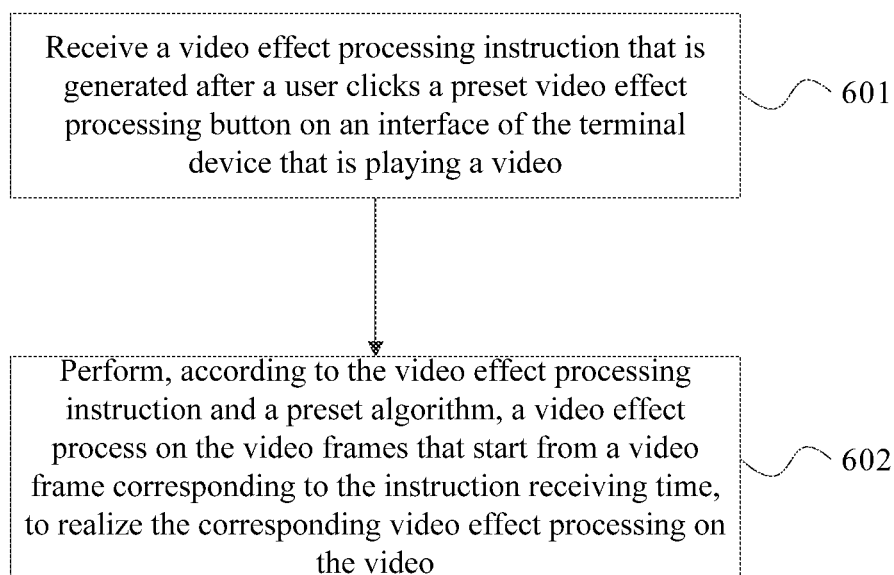 Receive a video effect processing instruction that is
generated after a user clicks a preset video effect
processing button on an interface of the terminal
device that is playing a video
601
Perform, according to the video effect processing
instruction and a preset algorithm, a video effect
process on the video frames that start from a video
frame corresponding to the instruction receiving time,
to realize the corresponding video effect processing on
the video
602